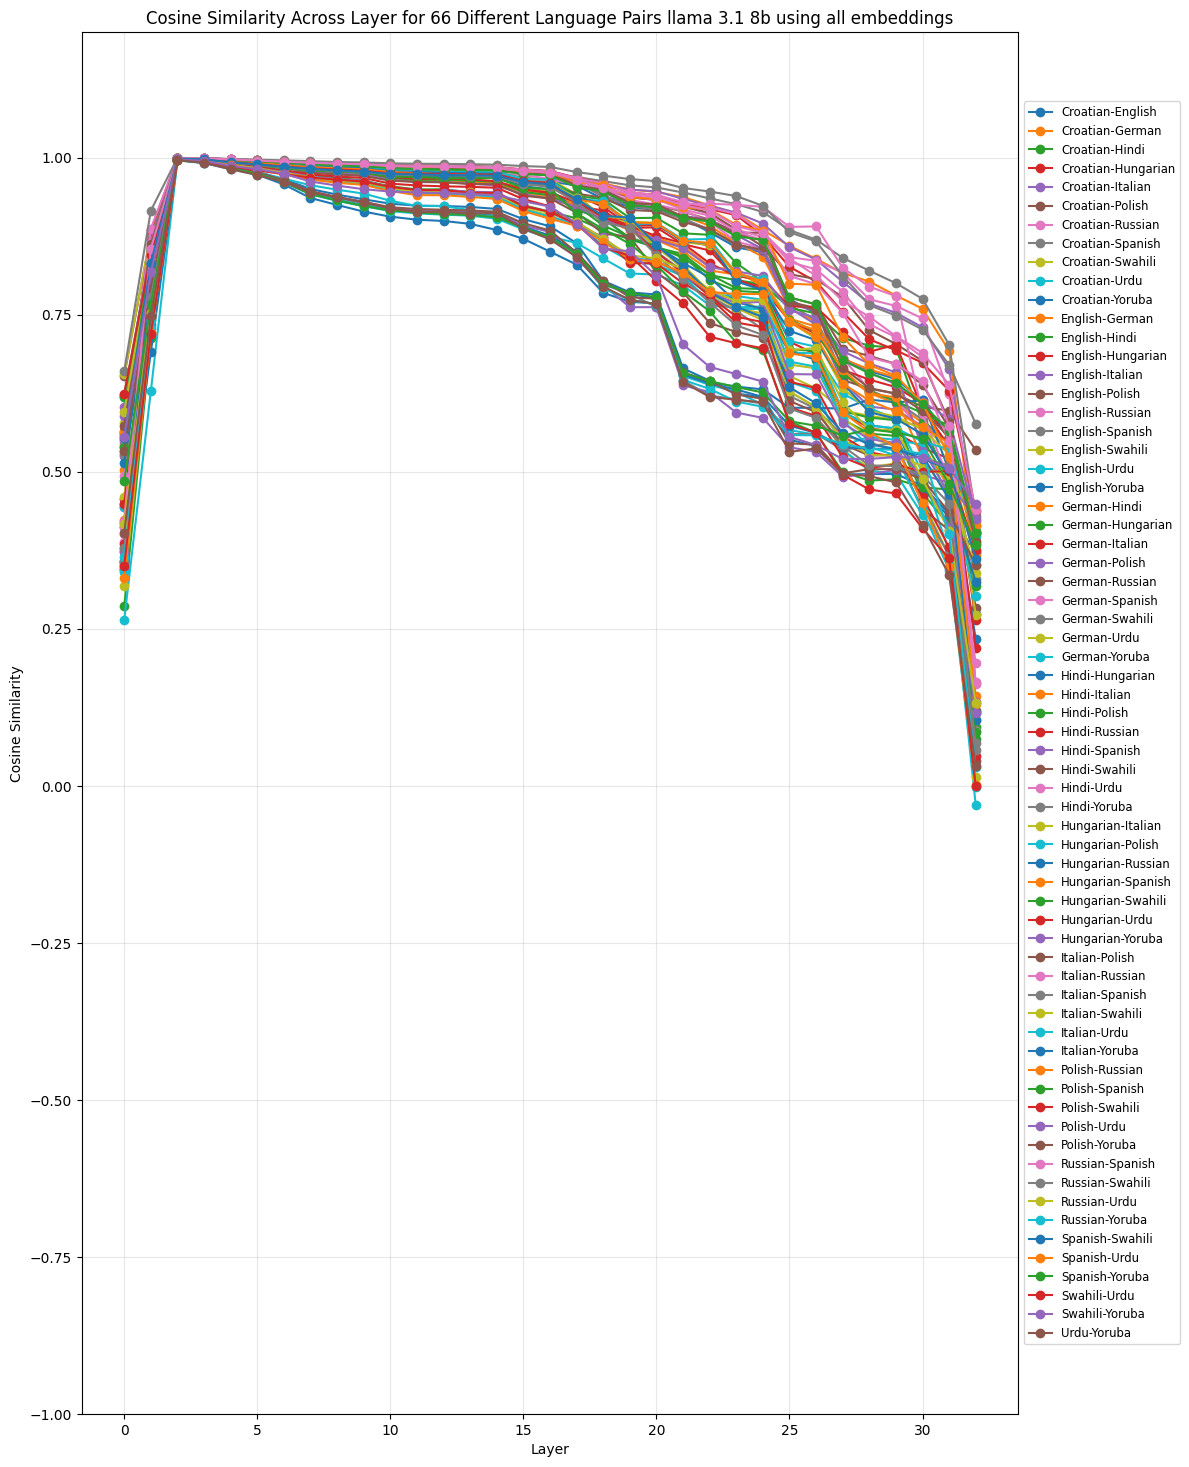 Cosine Similarity Across Layer for 66 Different Language Pairs llama 3.1 8b using all embeddings
Cosine Similarity
1.00
0.75
0.50
0.25
0.00
−0.25
−0.50
−0.75
−1.00
0
5
10
15
20
25
30
Layer
Croatian-English
Croatian-German
Croatian-Hindi
Croatian-Hungarian
Croatian-Italian
Croatian-Polish
Croatian-Russian
Croatian-Spanish
Croatian-Swahili
Croatian-Urdu
Croatian-Yoruba
English-German
English-Hindi
English-Hungarian
English-Italian
English-Polish
English-Russian
English-Spanish
English-Swahili
English-Urdu
English-Yoruba
German-Hindi
German-Hungarian
German-Italian
German-Polish
German-Russian
German-Spanish
German-Swahili
German-Urdu
German-Yoruba
Hindi-Hungarian
Hindi-Italian
Hindi-Polish
Hindi-Russian
Hindi-Spanish
Hindi-Swahili
Hindi-Urdu
Hindi-Yoruba
Hungarian-Italian
Hungarian-Polish
Hungarian-Russian
Hungarian-Spanish
Hungarian-Swahili
Hungarian-Urdu
Hungarian-Yoruba
Italian-Polish
Italian-Russian
Italian-Spanish
Italian-Swahili
Italian-Urdu
Italian-Yoruba
Polish-Russian
Polish-Spanish
Polish-Swahili
Polish-Urdu
Polish-Yoruba
Russian-Spanish
Russian-Swahili
Russian-Urdu
Russian-Yoruba
Spanish-Swahili
Spanish-Urdu
Spanish-Yoruba
Swahili-Urdu
Swahili-Yoruba
Urdu-Yoruba